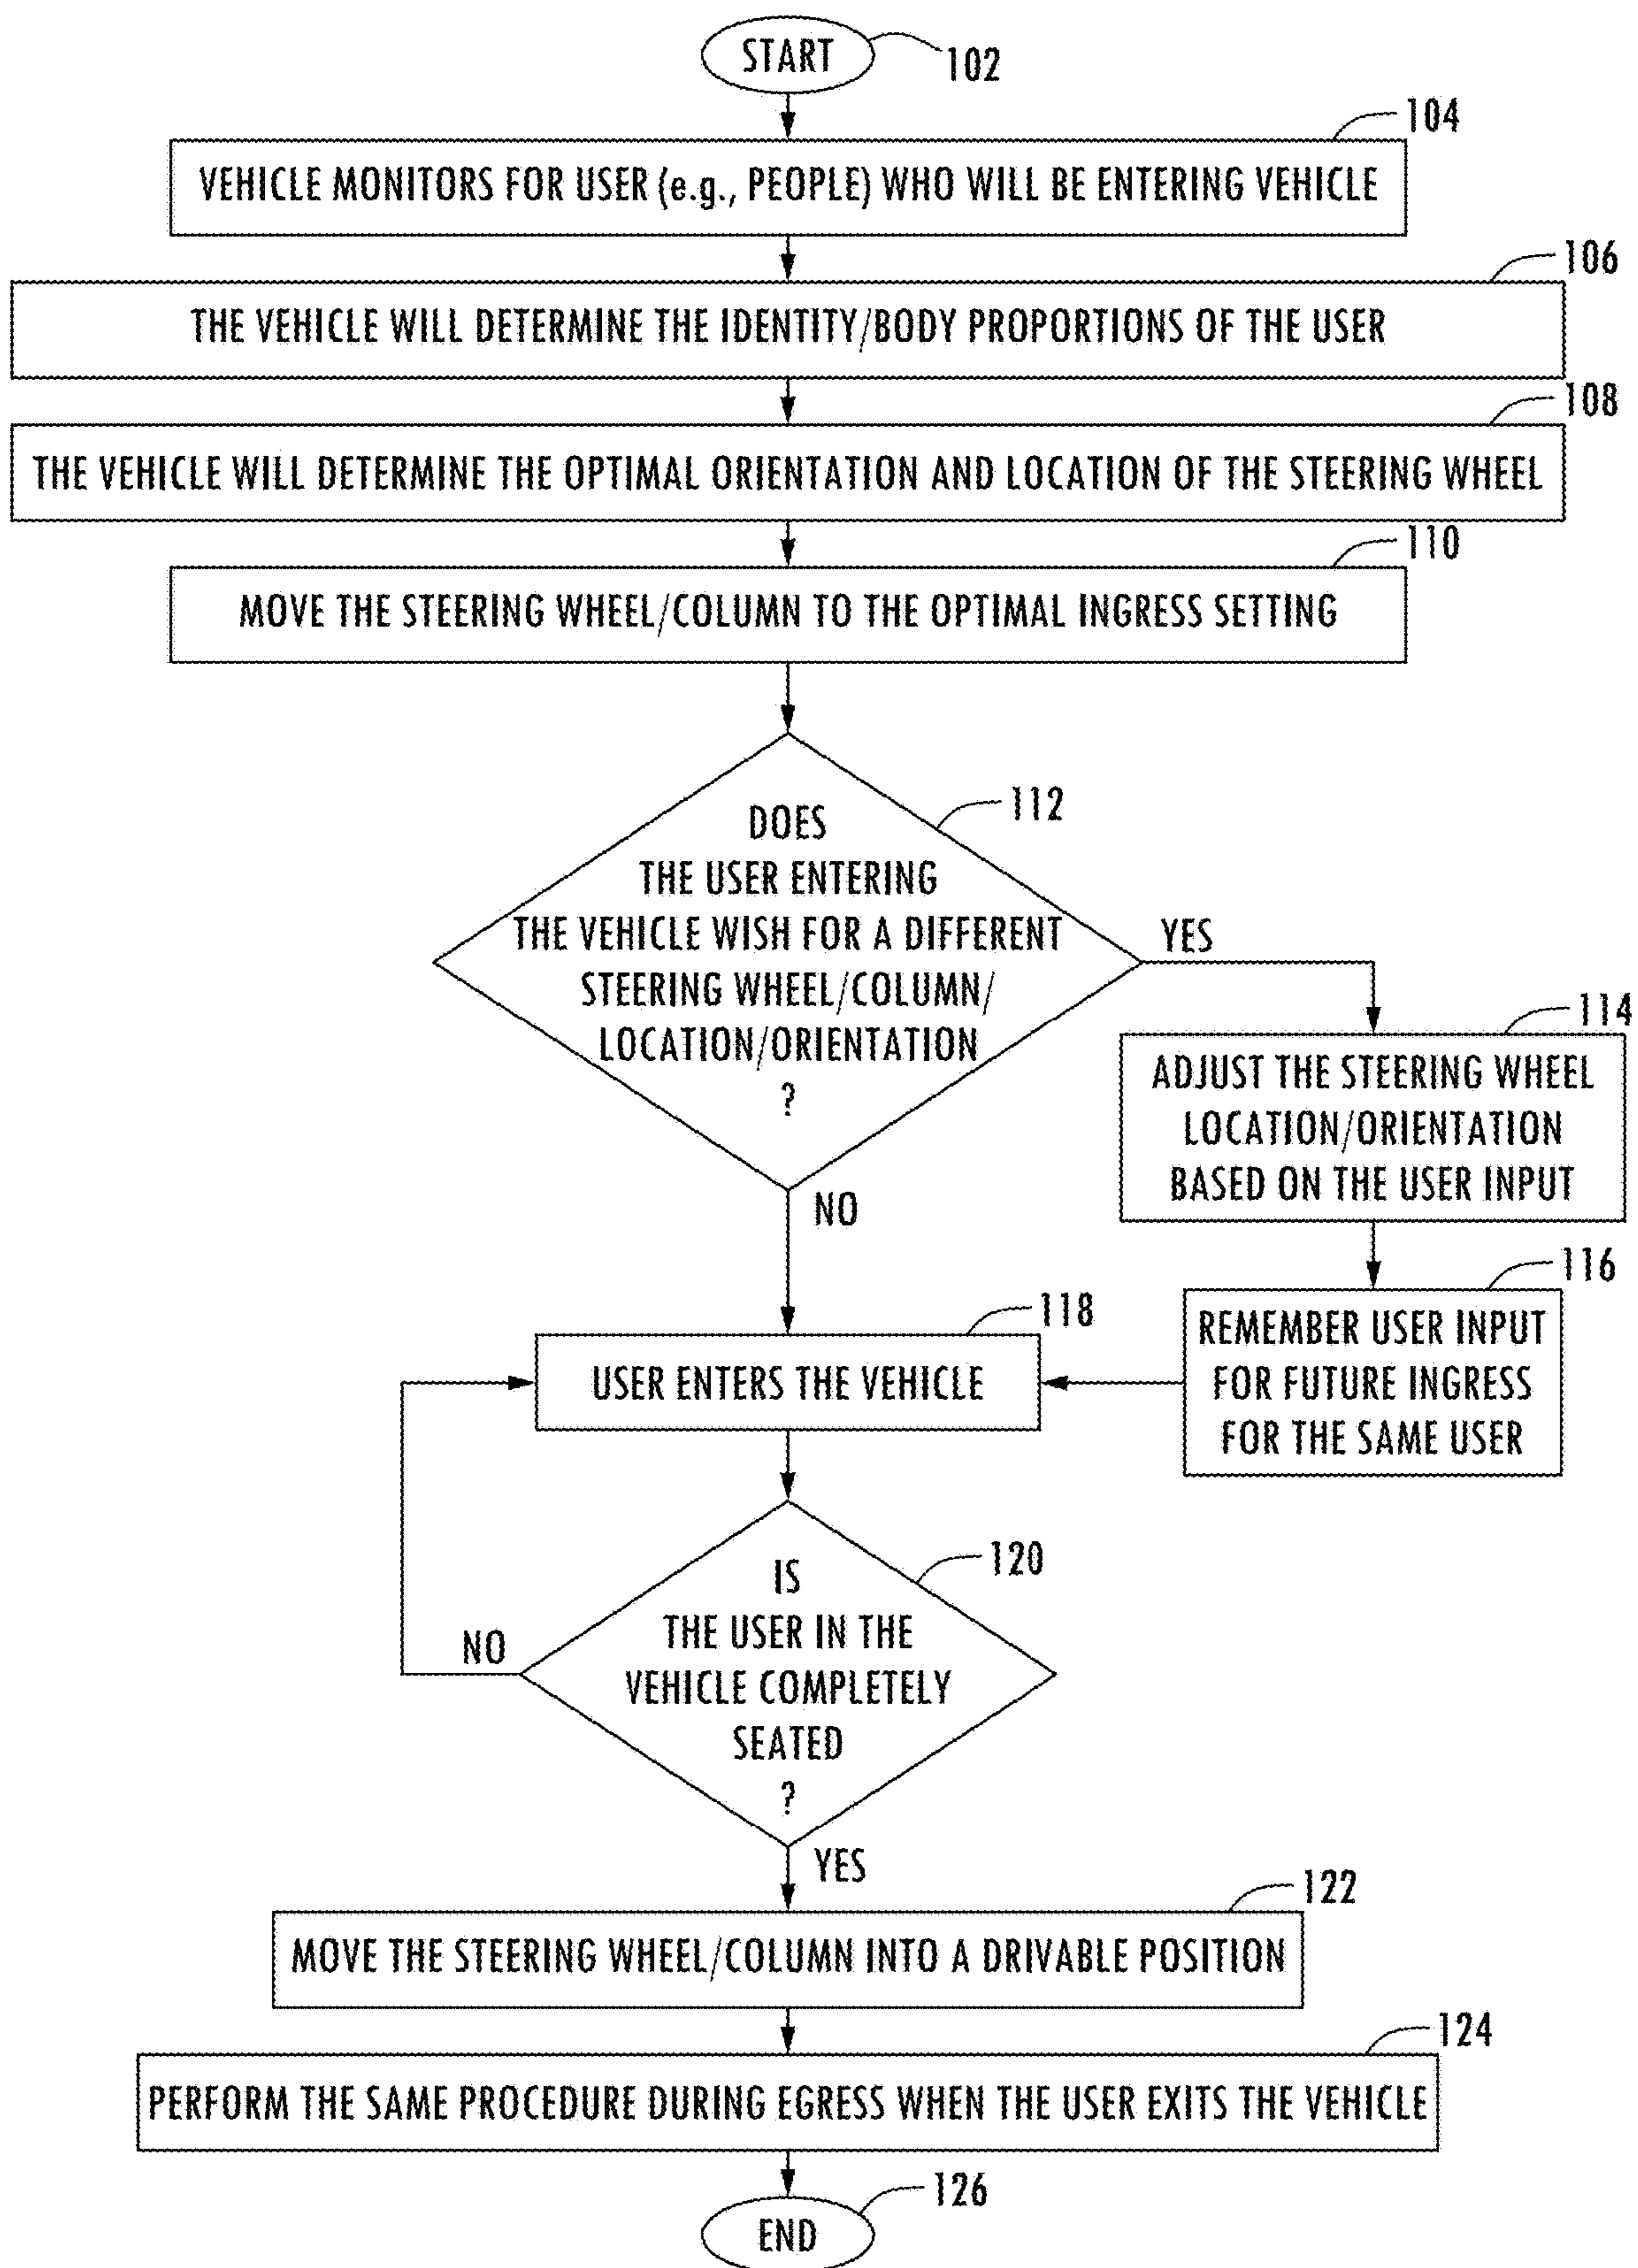 START
102
104
VEHICLE MONITORS FOR USER (e.g., PEOPLE) WHO WILL BE ENTERING VEHICLE
106
THE VEHICLE WILL DETERMINE THE IDENTITY/BODY PROPORTIONS OF THE USER
108
THE VEHICLE WILL DETERMINE THE OPTIMAL ORIENTATION AND LOCATION OF THE STEERING WHEEL
110
MOVE THE STEERING WHEEL/COLUMN TO THE OPTIMAL INGRESS SETTING
112
DOES
THE USER ENTERING
THE VEHICLE WISH FOR A DIFFERENT
STEERING WHEEL/COLUMN/
LOCATION/ORIENTATION
?
YES
NO
114
ADJUST THE STEERING WHEEL
LOCATION/ORIENTATION
BASED ON THE USER INPUT
116
REMEMBER USER INPUT
FOR FUTURE INGRESS
FOR THE SAME USER
118
USER ENTERS THE VEHICLE
120
IS
THE USER IN THE
VEHICLE COMPLETELY
SEATED
?
NO
YES
122
MOVE THE STEERING WHEEL/COLUMN INTO A DRIVABLE POSITION
124
PERFORM THE SAME PROCEDURE DURING EGRESS WHEN THE USER EXITS THE VEHICLE
126
END